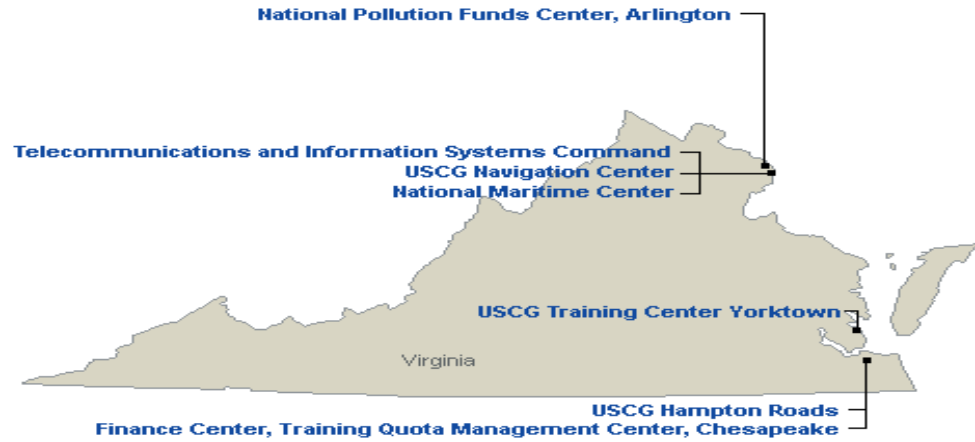 National Pollution Funds Center, Arlington
Telecommunications and Information Systems Command
USCG Navigation Center
National Maritime Center
USCG Training Center Yorktown
Virginia
USCG Hampton Roads
Finance Center, Training Quota Management Center, Chesapeake